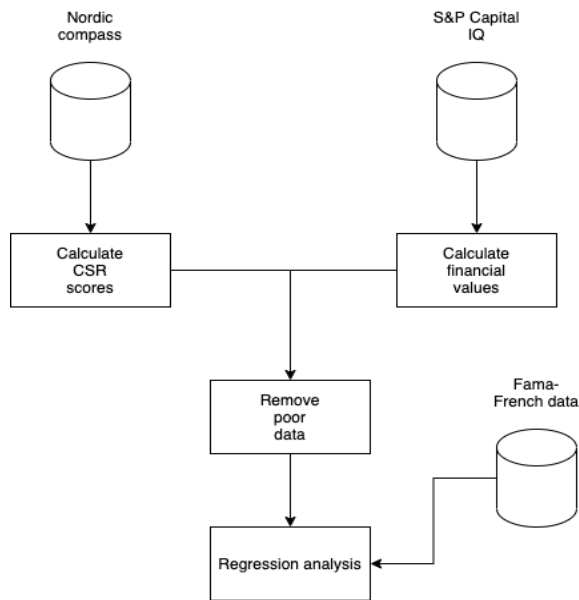 Nordic
compass
S&P Capital
IQ
Calculate
CSR
scores
Calculate
financial
values
Remove
poor
data
Fama-
French data
Regression analysis